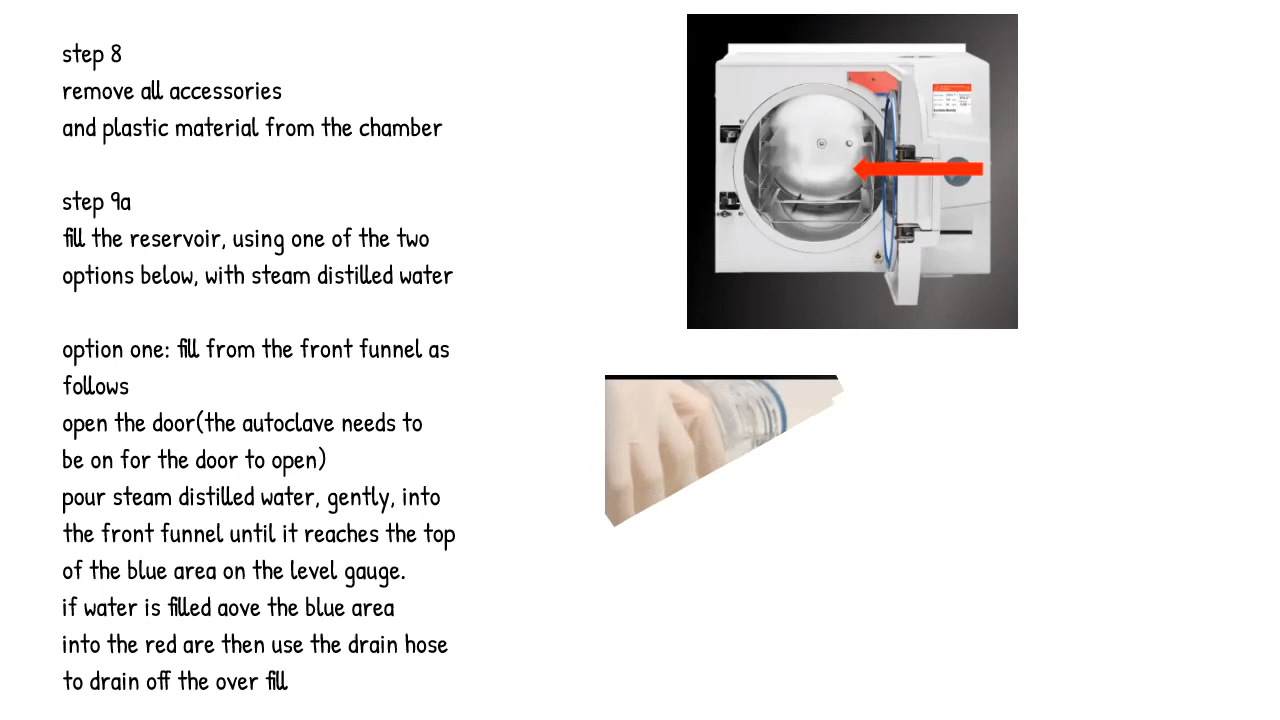 step 8
remove all accessories
and plastic material from the chamber
step 9a
fill the reservoir, using one of the two
options below, with steam distilled water
option one: fill from the front funnel as
follows
open the door(the autoclave needs to
be on for the door to open)
pour steam distilled water, gently, into
the front funnel until it reaches the top
of the blue area on the level gauge.
if water is filled aove the blue area
into the red are then use the drain hose
to drain off the over fill